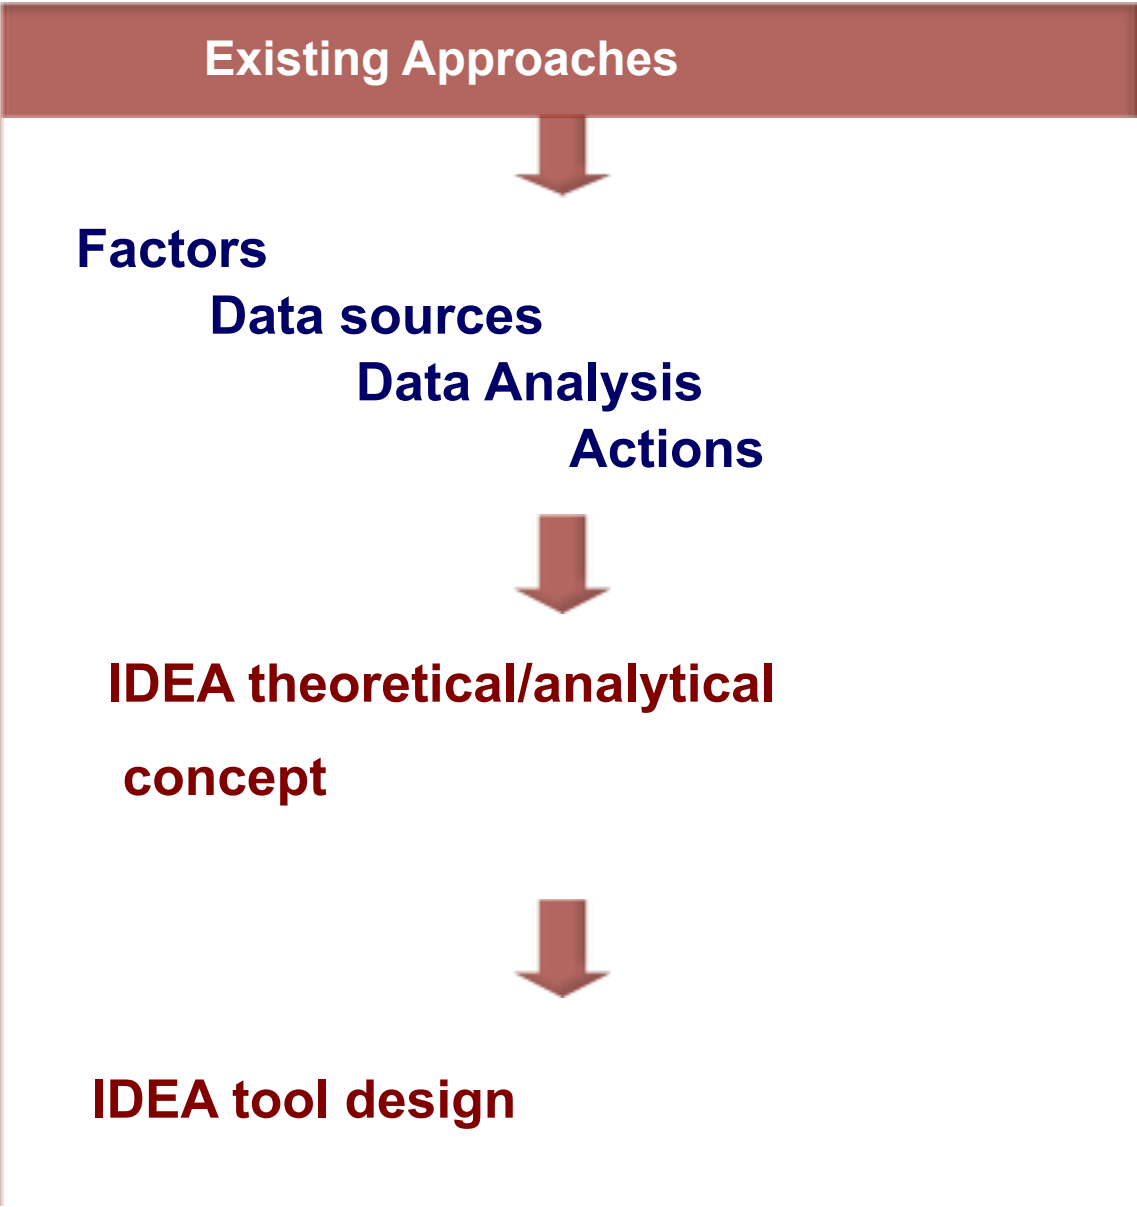 Existing Approaches
Factors
Data sources
Data Analysis
Actions
IDEA theoretical/analytical
concept
IDEA tool design